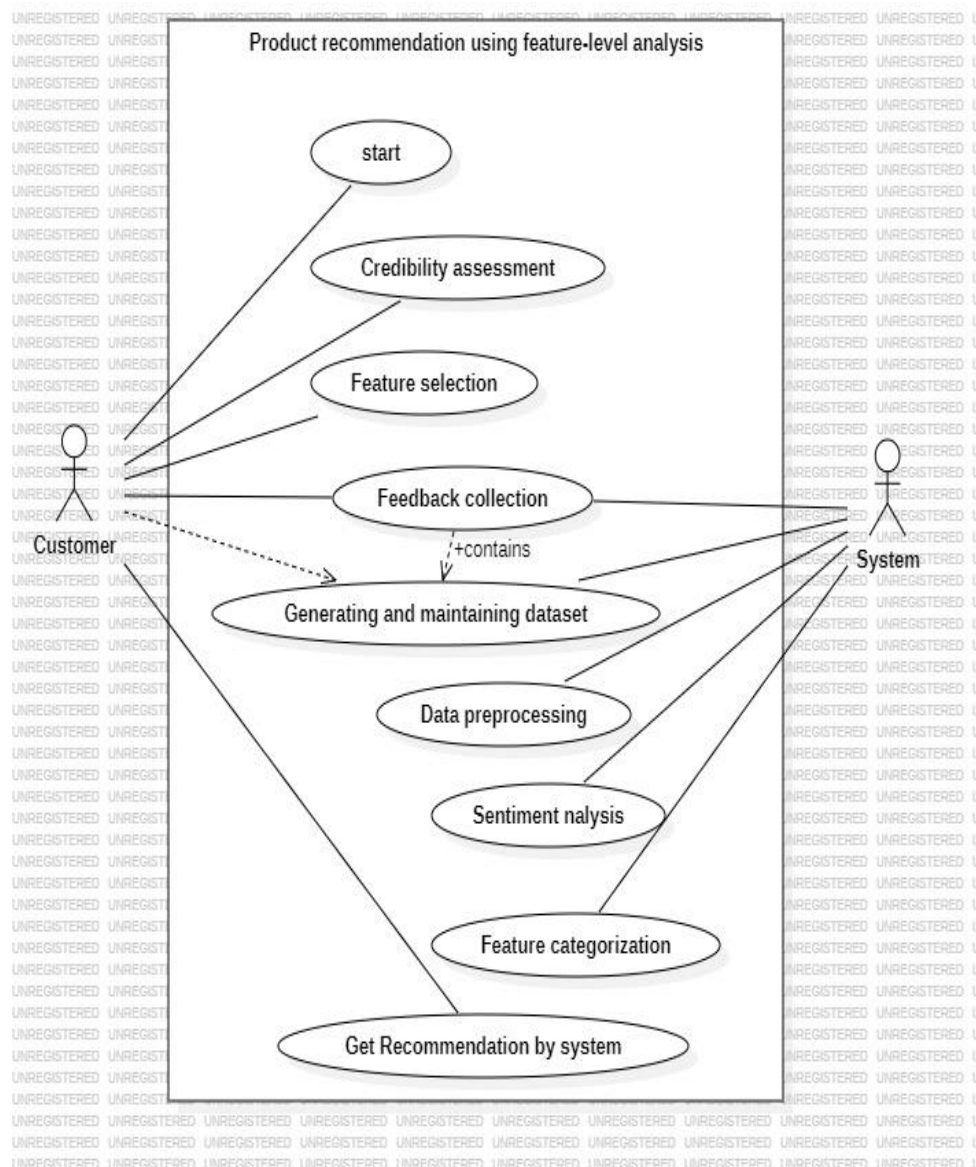 Product recommendation using feature-level analysis
start
Credibility assessment
Feature selection
Feedback collection
+contains
Customer
System
Generating and maintaining dataset
Data preprocessing
Sentiment nalysis
Feature categorization
Get Recommendation by system
UNREGISTERED